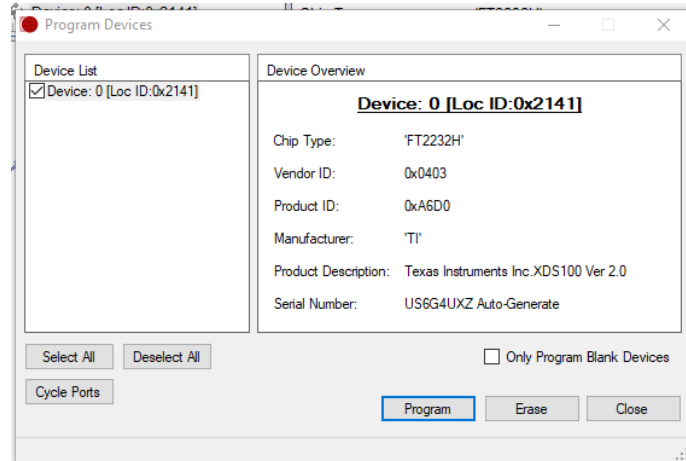 Program Devices
Device List
Device: 0 [Loc ID:0x2141]
Device Overview
Device: 0 [Loc ID:0x2141]
Chip Type: 'FT2232H'
Vendor ID: 0x0403
Product ID: 0xA6D0
Manufacturer: 'TI'
Product Description: Texas Instruments Inc.XDS100 Ver 2.0
Serial Number: US6G4UXZ Auto-Generate
Select All Deselect All
Only Program Blank Devices
Cycle Ports
Program Erase Close